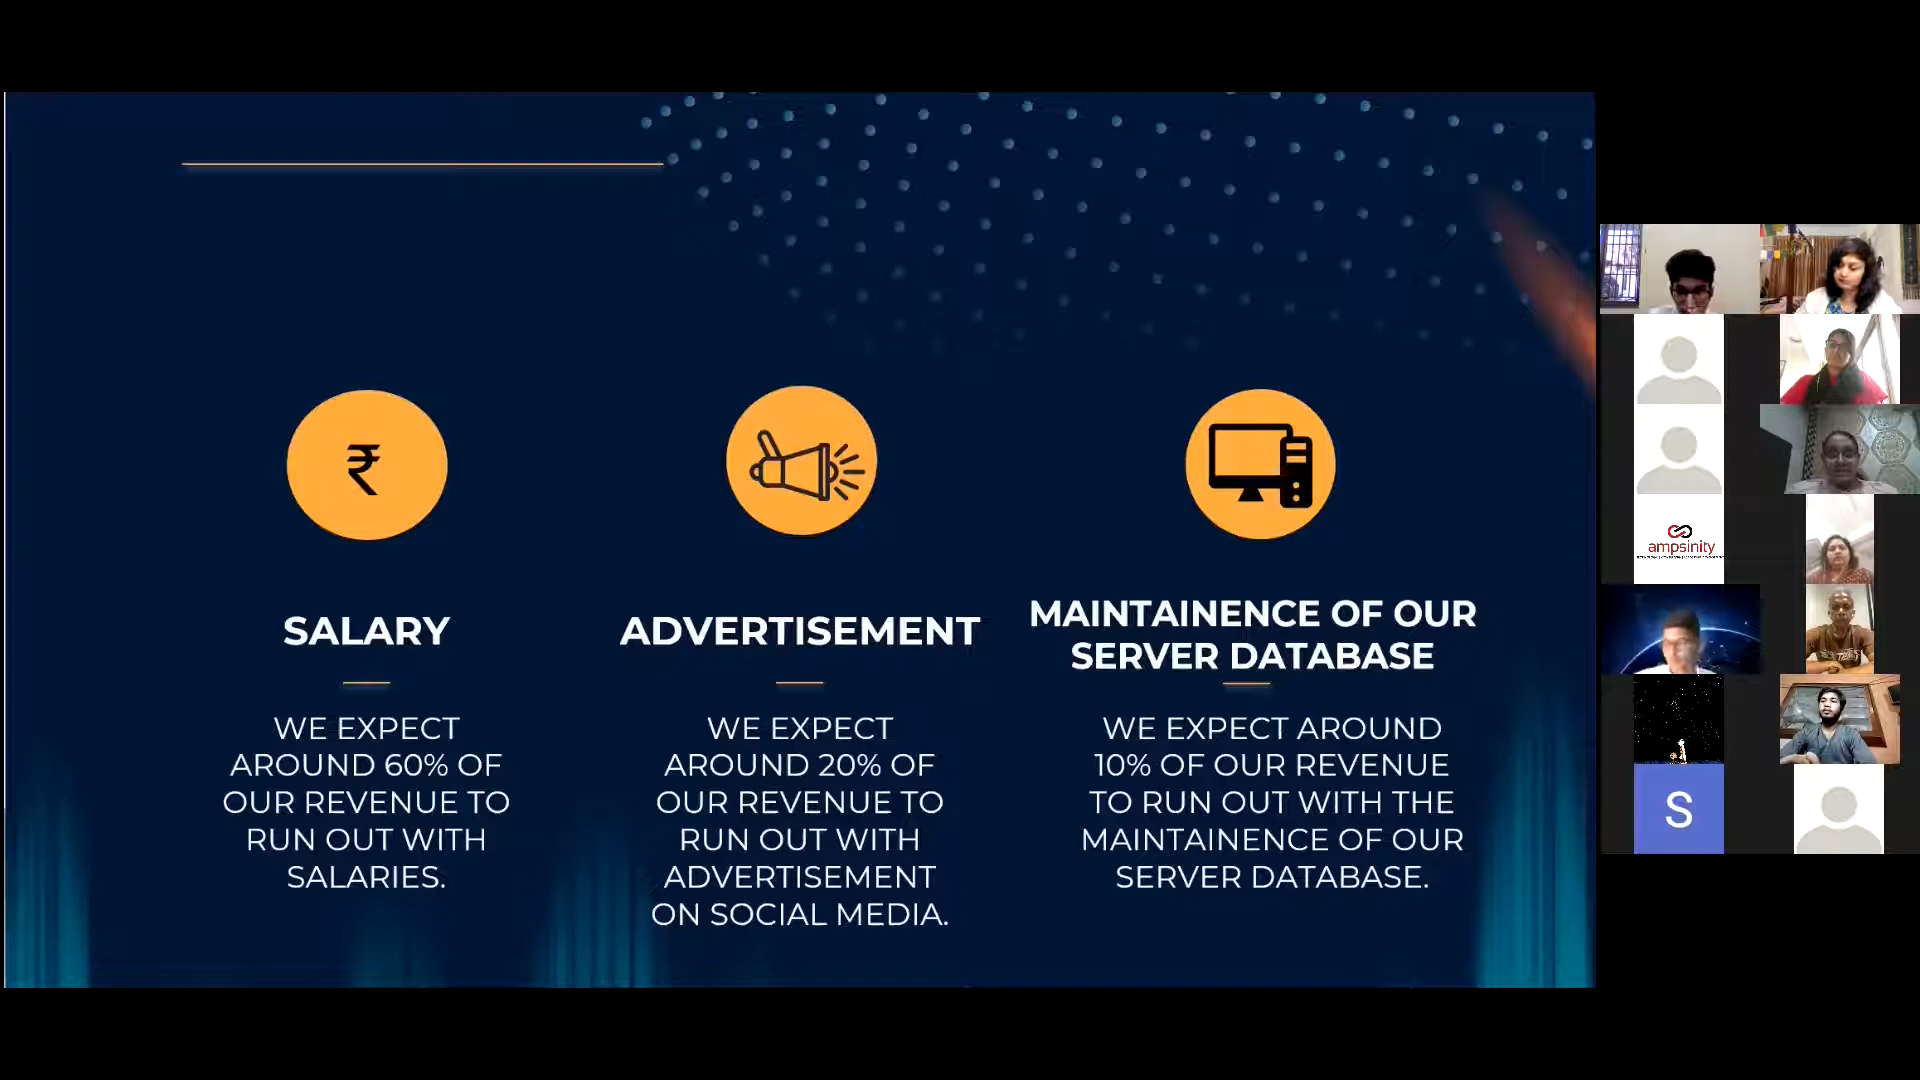 ₹
SALARY
WE EXPECT
AROUND 60% OF
OUR REVENUE TO
RUN OUT WITH
SALARIES.
ADVERTISEMENT
WE EXPECT
AROUND 20% OF
OUR REVENUE TO
RUN OUT WITH
ADVERTISEMENT
ON SOCIAL MEDIA.
MAINTAINENCE OF OUR
SERVER DATABASE
WE EXPECT AROUND
10% OF OUR REVENUE
TO RUN OUT WITH THE
MAINTAINENCE OF OUR
SERVER DATABASE.
ampsinity
S